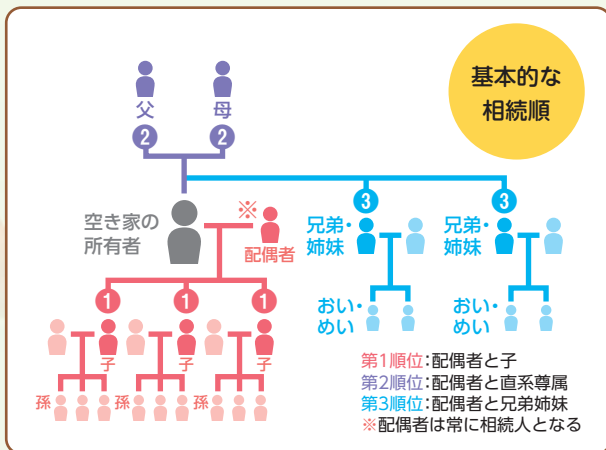 基本的な
相続順
父
母
2
2
3
3
空き家の
所有者
※
配偶者
兄弟・
姉妹
兄弟・
姉妹
1
1
1
おい・
めい
おい・
めい
子
子
子
孫
孫
孫
第1順位:配偶者と子
第2順位:配偶者と直系尊属
第3順位:配偶者と兄弟姉妹
※配偶者は常に相続人となる